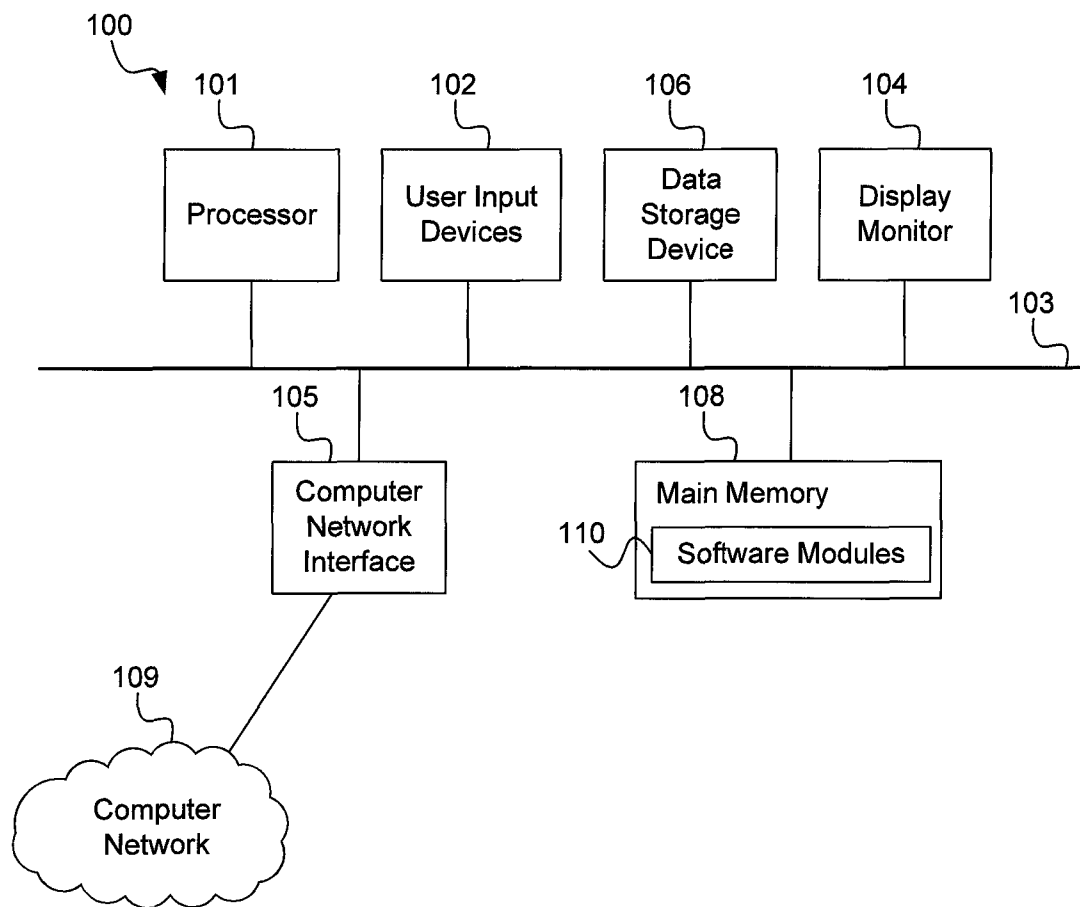 100
101
102
106
104
Processor
User Input
Devices
Data
Storage
Device
Display
Monitor
103
105
108
Computer
Network
Interface
Main Memory
110
Software Modules
109
Computer
Network